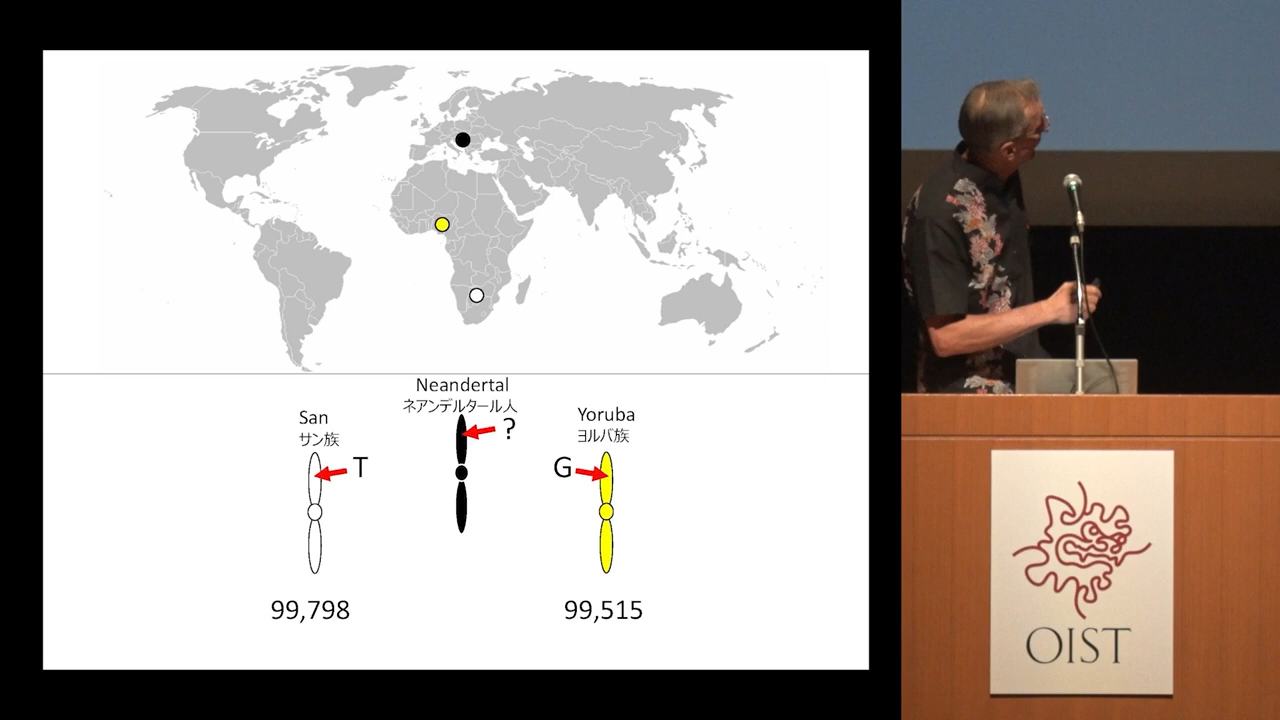 Neandertal
ネアンデルタール人
?
San
サン族
T
Yoruba
ヨルバ族
G
99,798
99,515
OIST